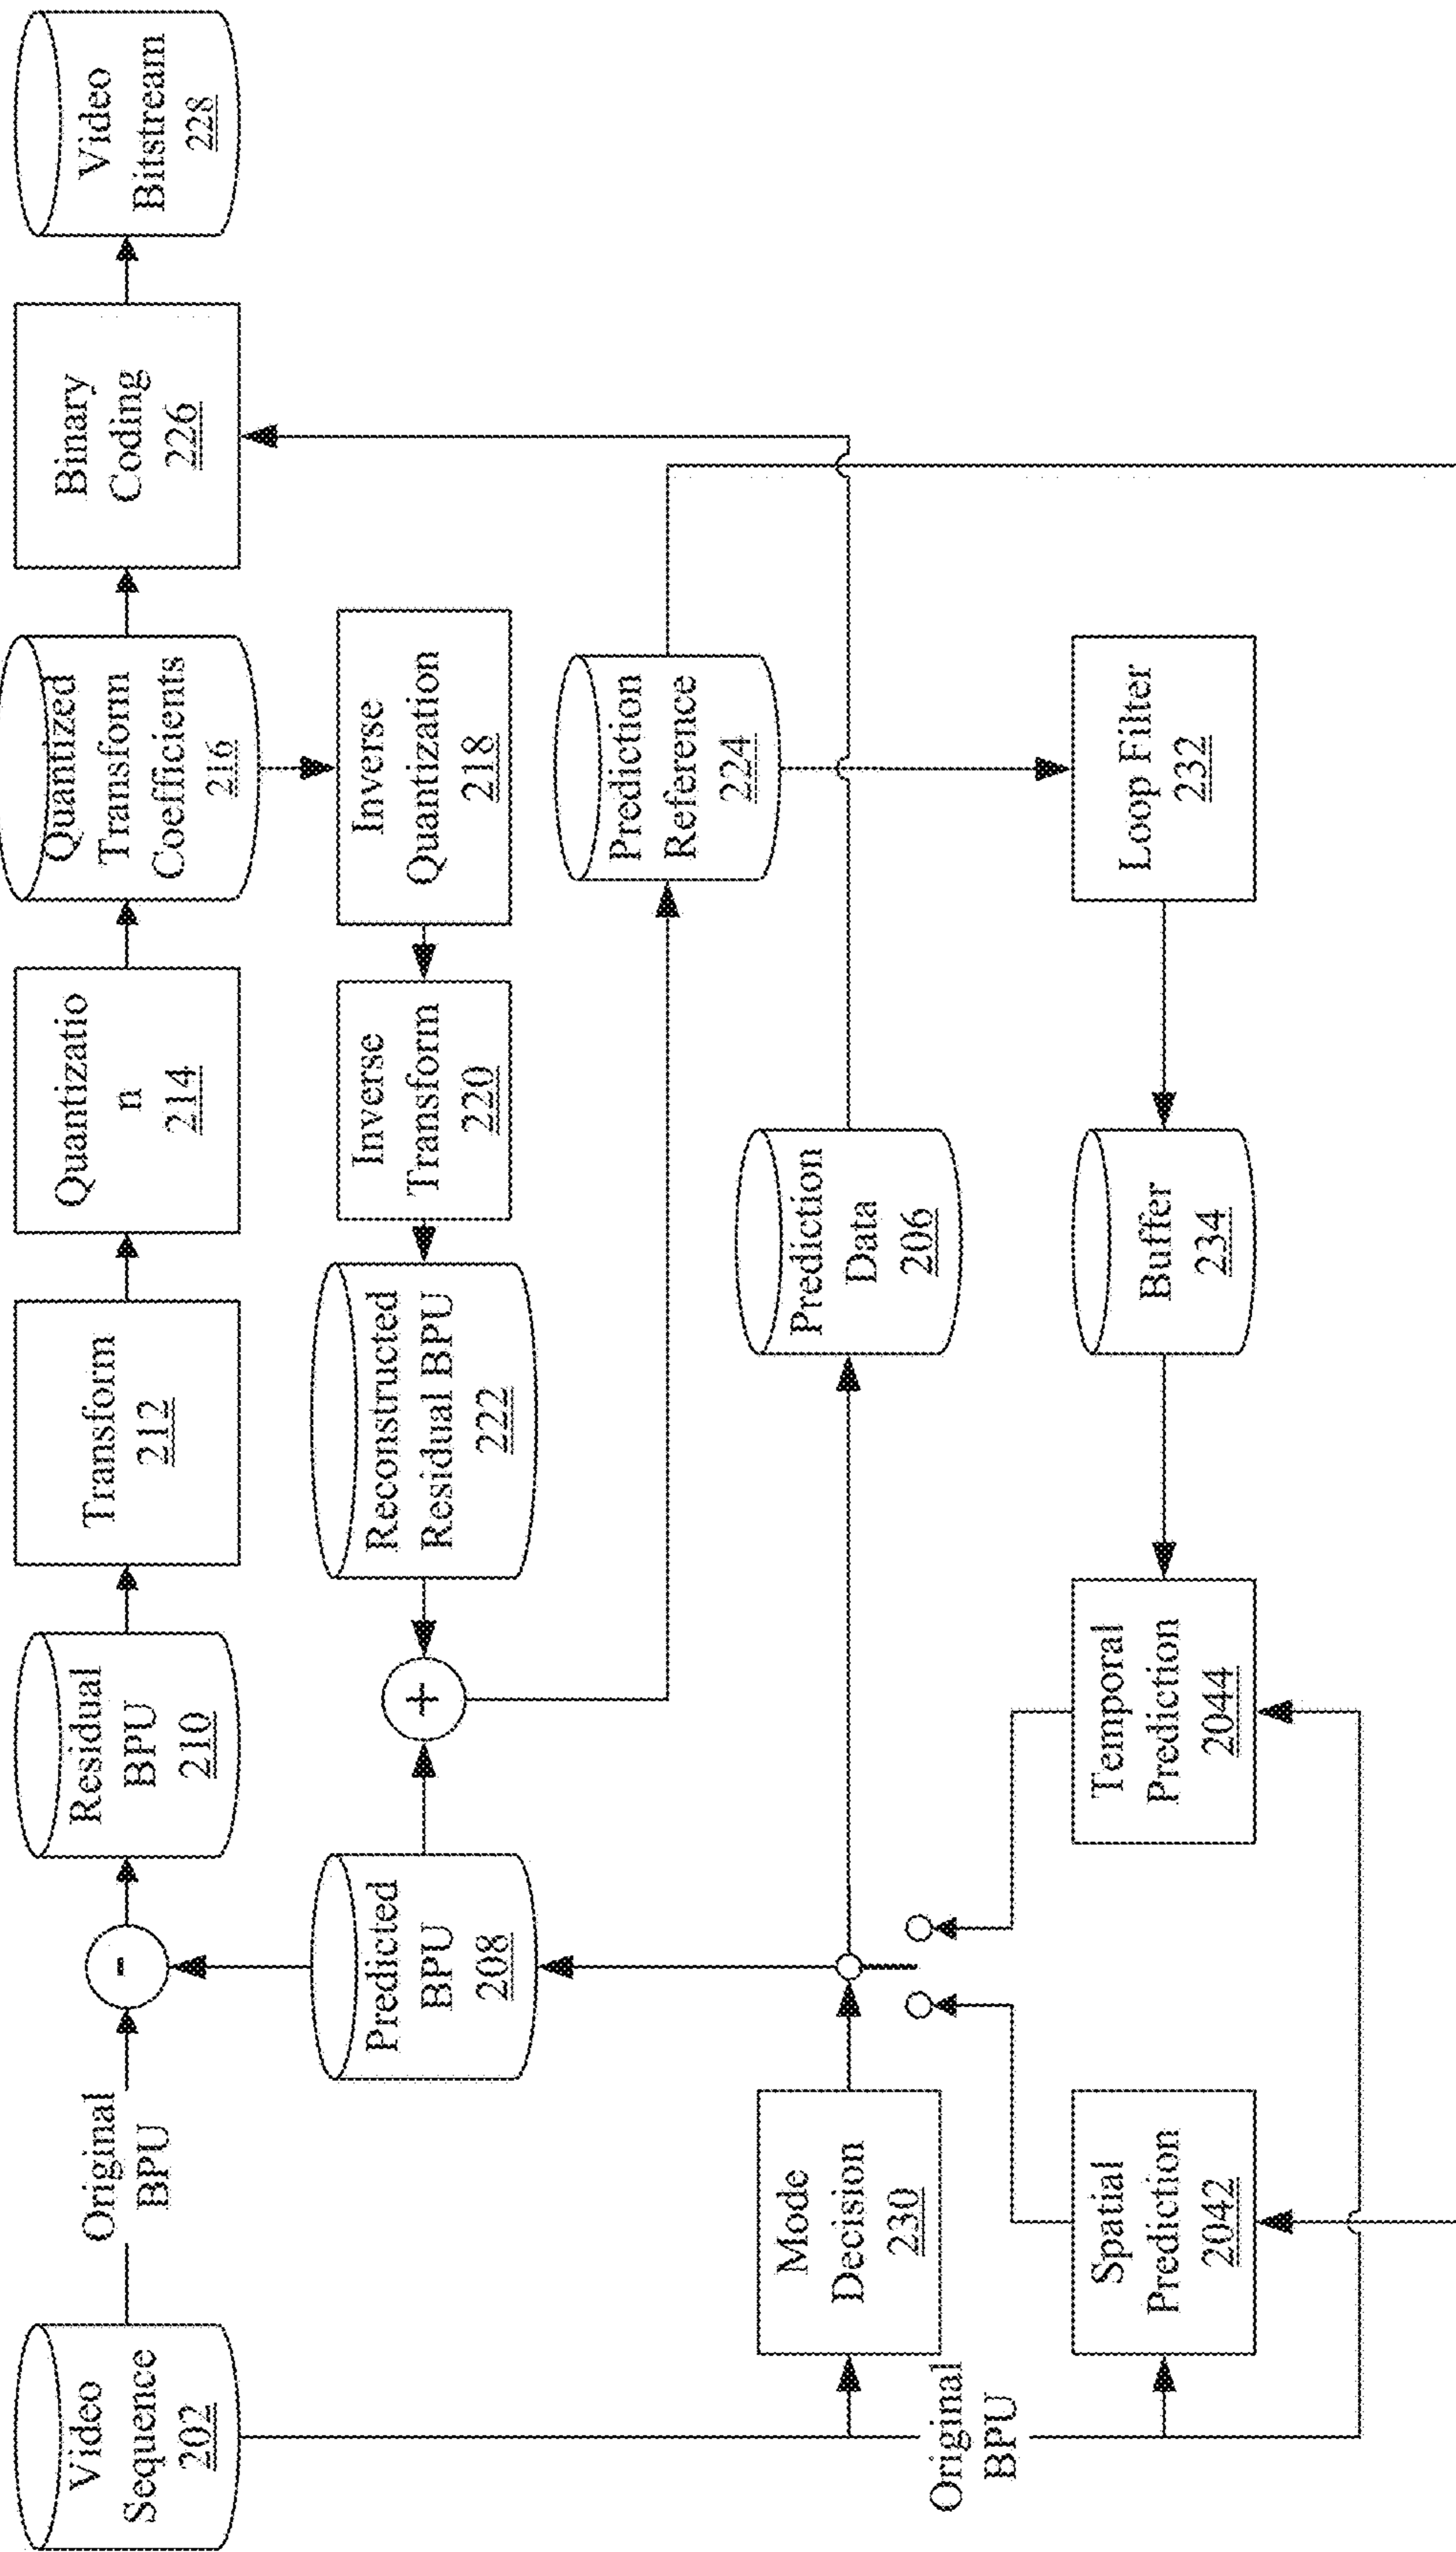 Video
Sequence
202
Original
BPU
-
Residual
BPU
210
Transform
212
Quantizatio
n
214
Quantized
Transform
Coefficients
216
Binary
Coding
226
Video
Bitstream
228
Predicted
BPU
208
+
Reconstructed
Residual BPU
222
Inverse
Transform
220
Inverse
Quantization
218
Prediction
Reference
224
Mode
Decision
230
Prediction
Data
206
Original
BPU
Spatial
Prediction
2042
Temporal
Prediction
2044
Buffer
234
Loop Filter
232